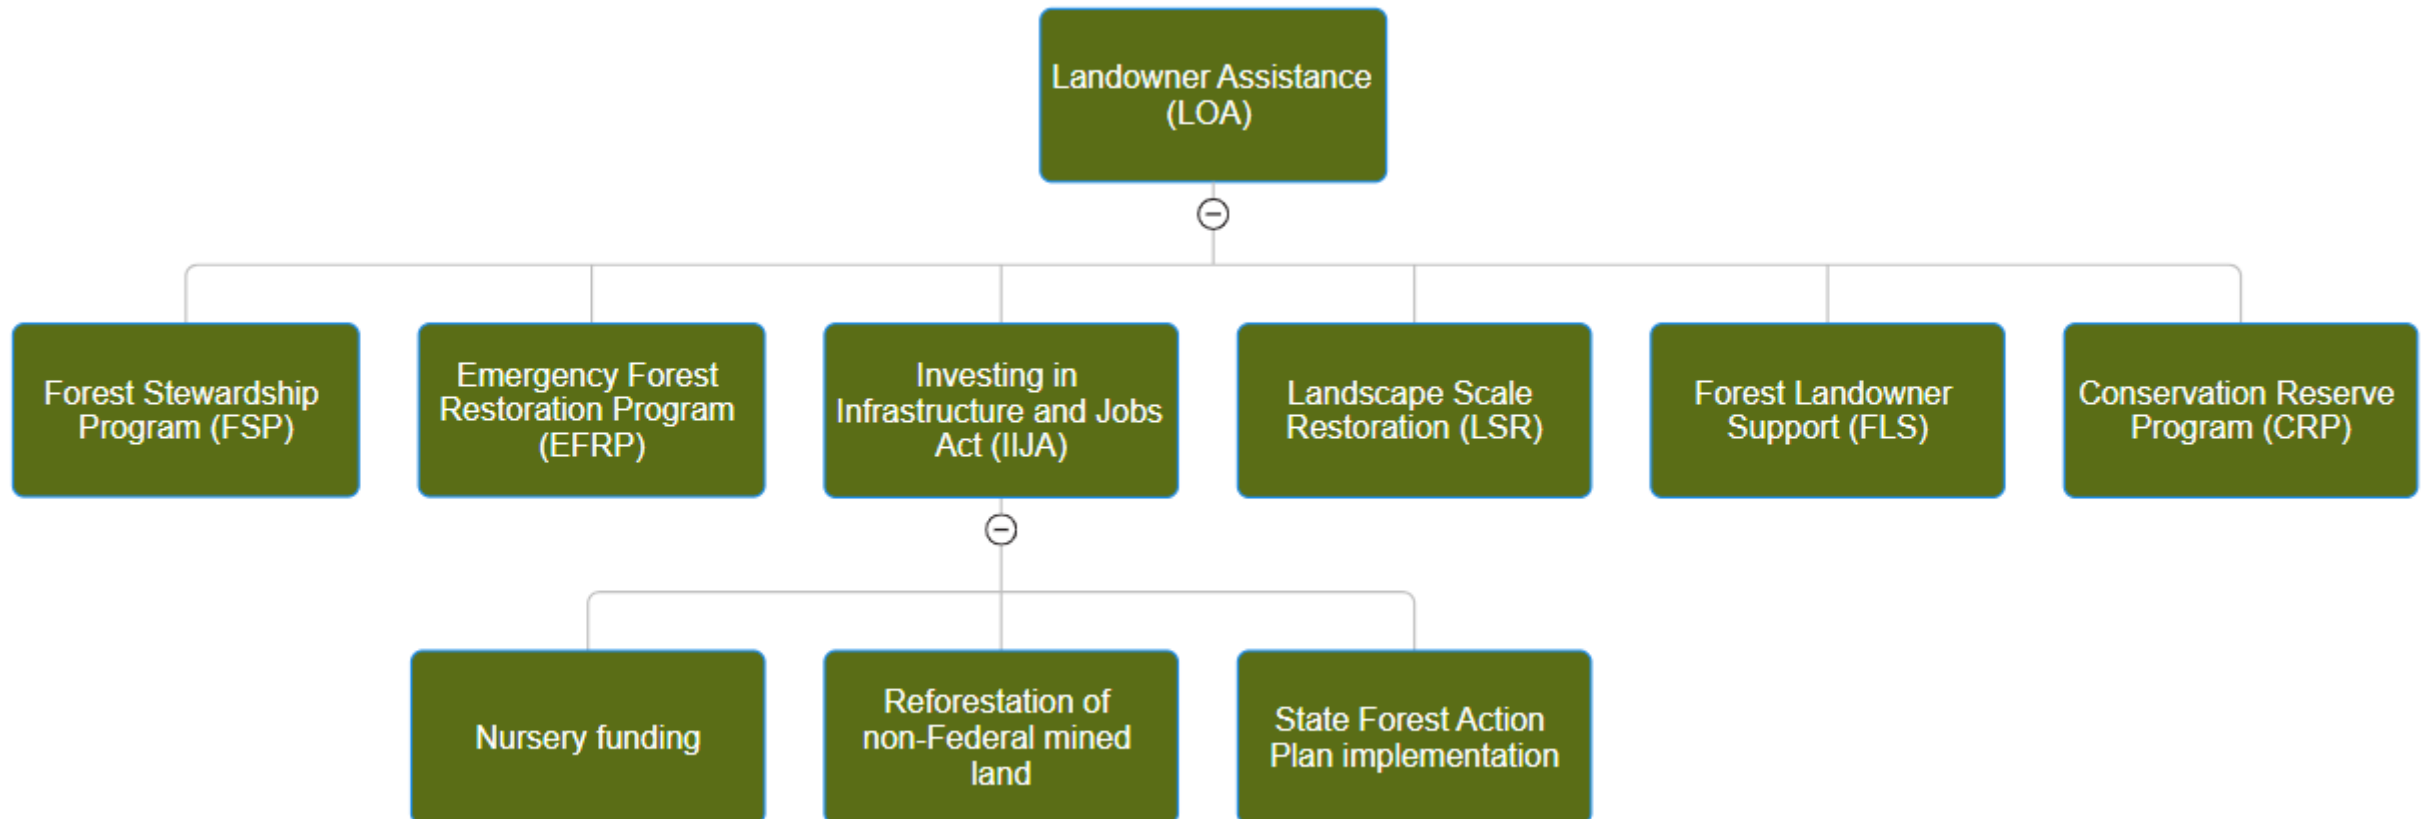 Landowner Assistance
(LOA)
Forest Stewardship
Program (FSP)
Emergency Forest
Restoration Program
(EFRP)
Investing in
Infrastructure and Jobs
Act (IIJA)
Landscape Scale
Restoration (LSR)
Forest Landowner
Support (FLS)
Conservation Reserve
Program (CRP)
Nursery funding
Reforestation of
non-Federal mined
land
State Forest Action
Plan implementation